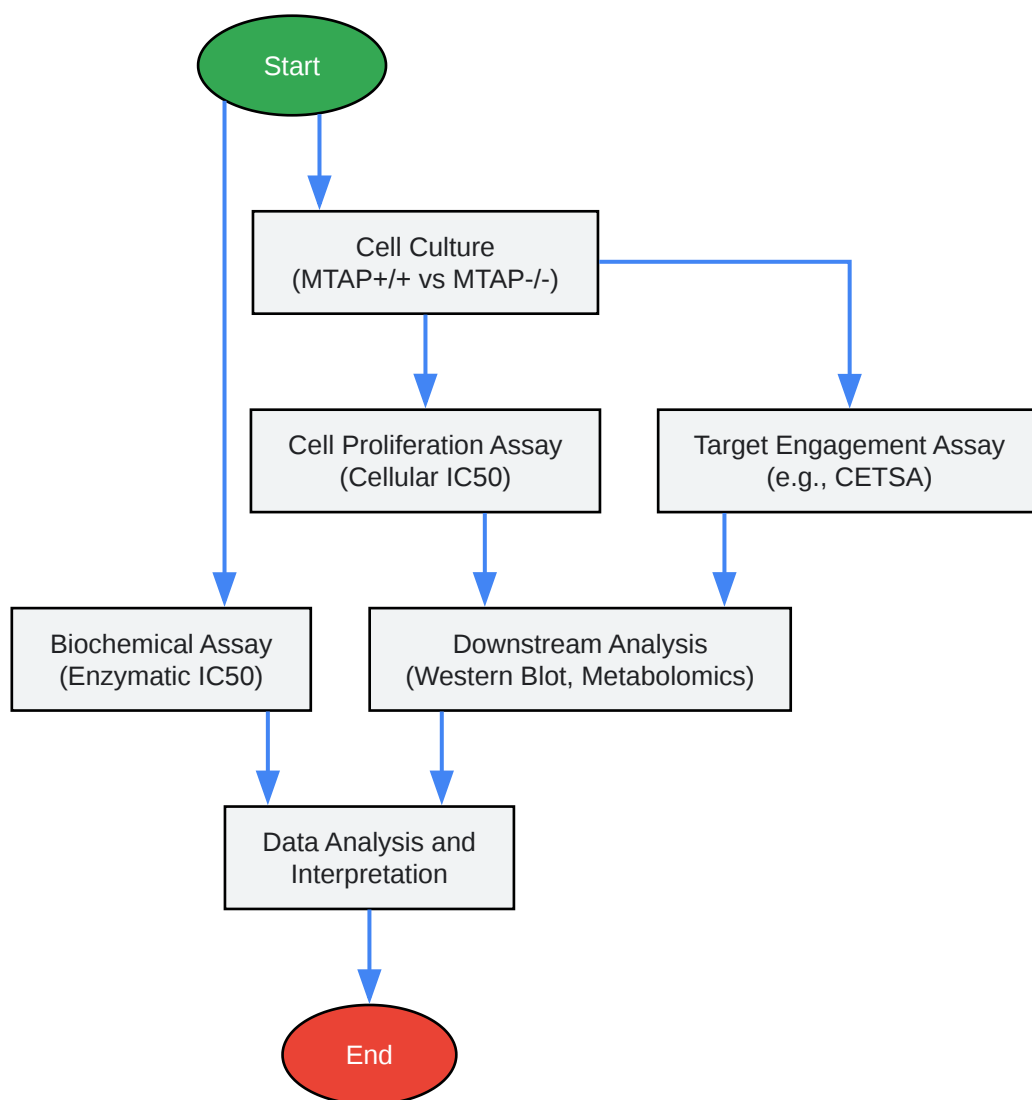 Start
Cell Culture
(MTAP+/+ vs MTAP-/-)
Cell Proliferation Assay
(Cellular IC50)
Target Engagement Assay
(e.g., CETSA)
Biochemical Assay
(Enzymatic IC50)
Downstream Analysis
(Western Blot, Metabolomics)
Data Analysis and
Interpretation
End